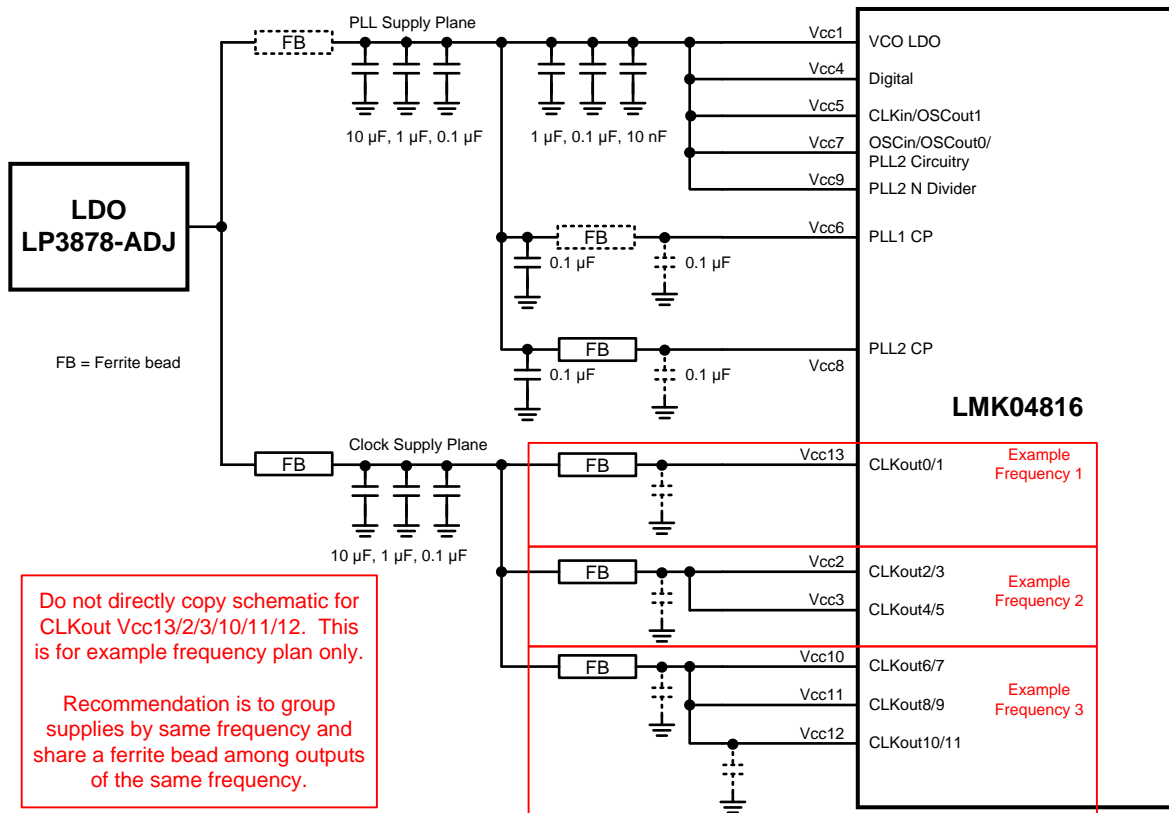 PLL Supply Plane
FB
10 µF, 1 µF, 0.1 µF
1 µF, 0.1 µF, 10 nF
Vcc1
VCO LDO
Vcc4
Digital
Vcc5
CLKin/OSCout1
Vcc7
OSCin/OSCout0/
PLL2 Circuitry
Vcc9
PLL2 N Divider
LDO
LP3878-ADJ
FB
0.1 µF
0.1 µF
Vcc6
PLL1 CP
FB = Ferrite bead
FB
0.1 µF
0.1 µF
Vcc8
PLL2 CP
LMK04816
Clock Supply Plane
FB
10 µF, 1 µF, 0.1 µF
FB
Vcc13
CLKout0/1
Example
Frequency 1
FB
Vcc2
CLKout2/3
Vcc3
CLKout4/5
Example
Frequency 2
FB
Vcc10
CLKout6/7
Vcc11
CLKout8/9
Vcc12
CLKout10/11
Example
Frequency 3
Do not directly copy schematic for
CLKout Vcc13/2/3/10/11/12. This
is for example frequency plan only.
Recommendation is to group
supplies by same frequency and
share a ferrite bead among outputs
of the same frequency.